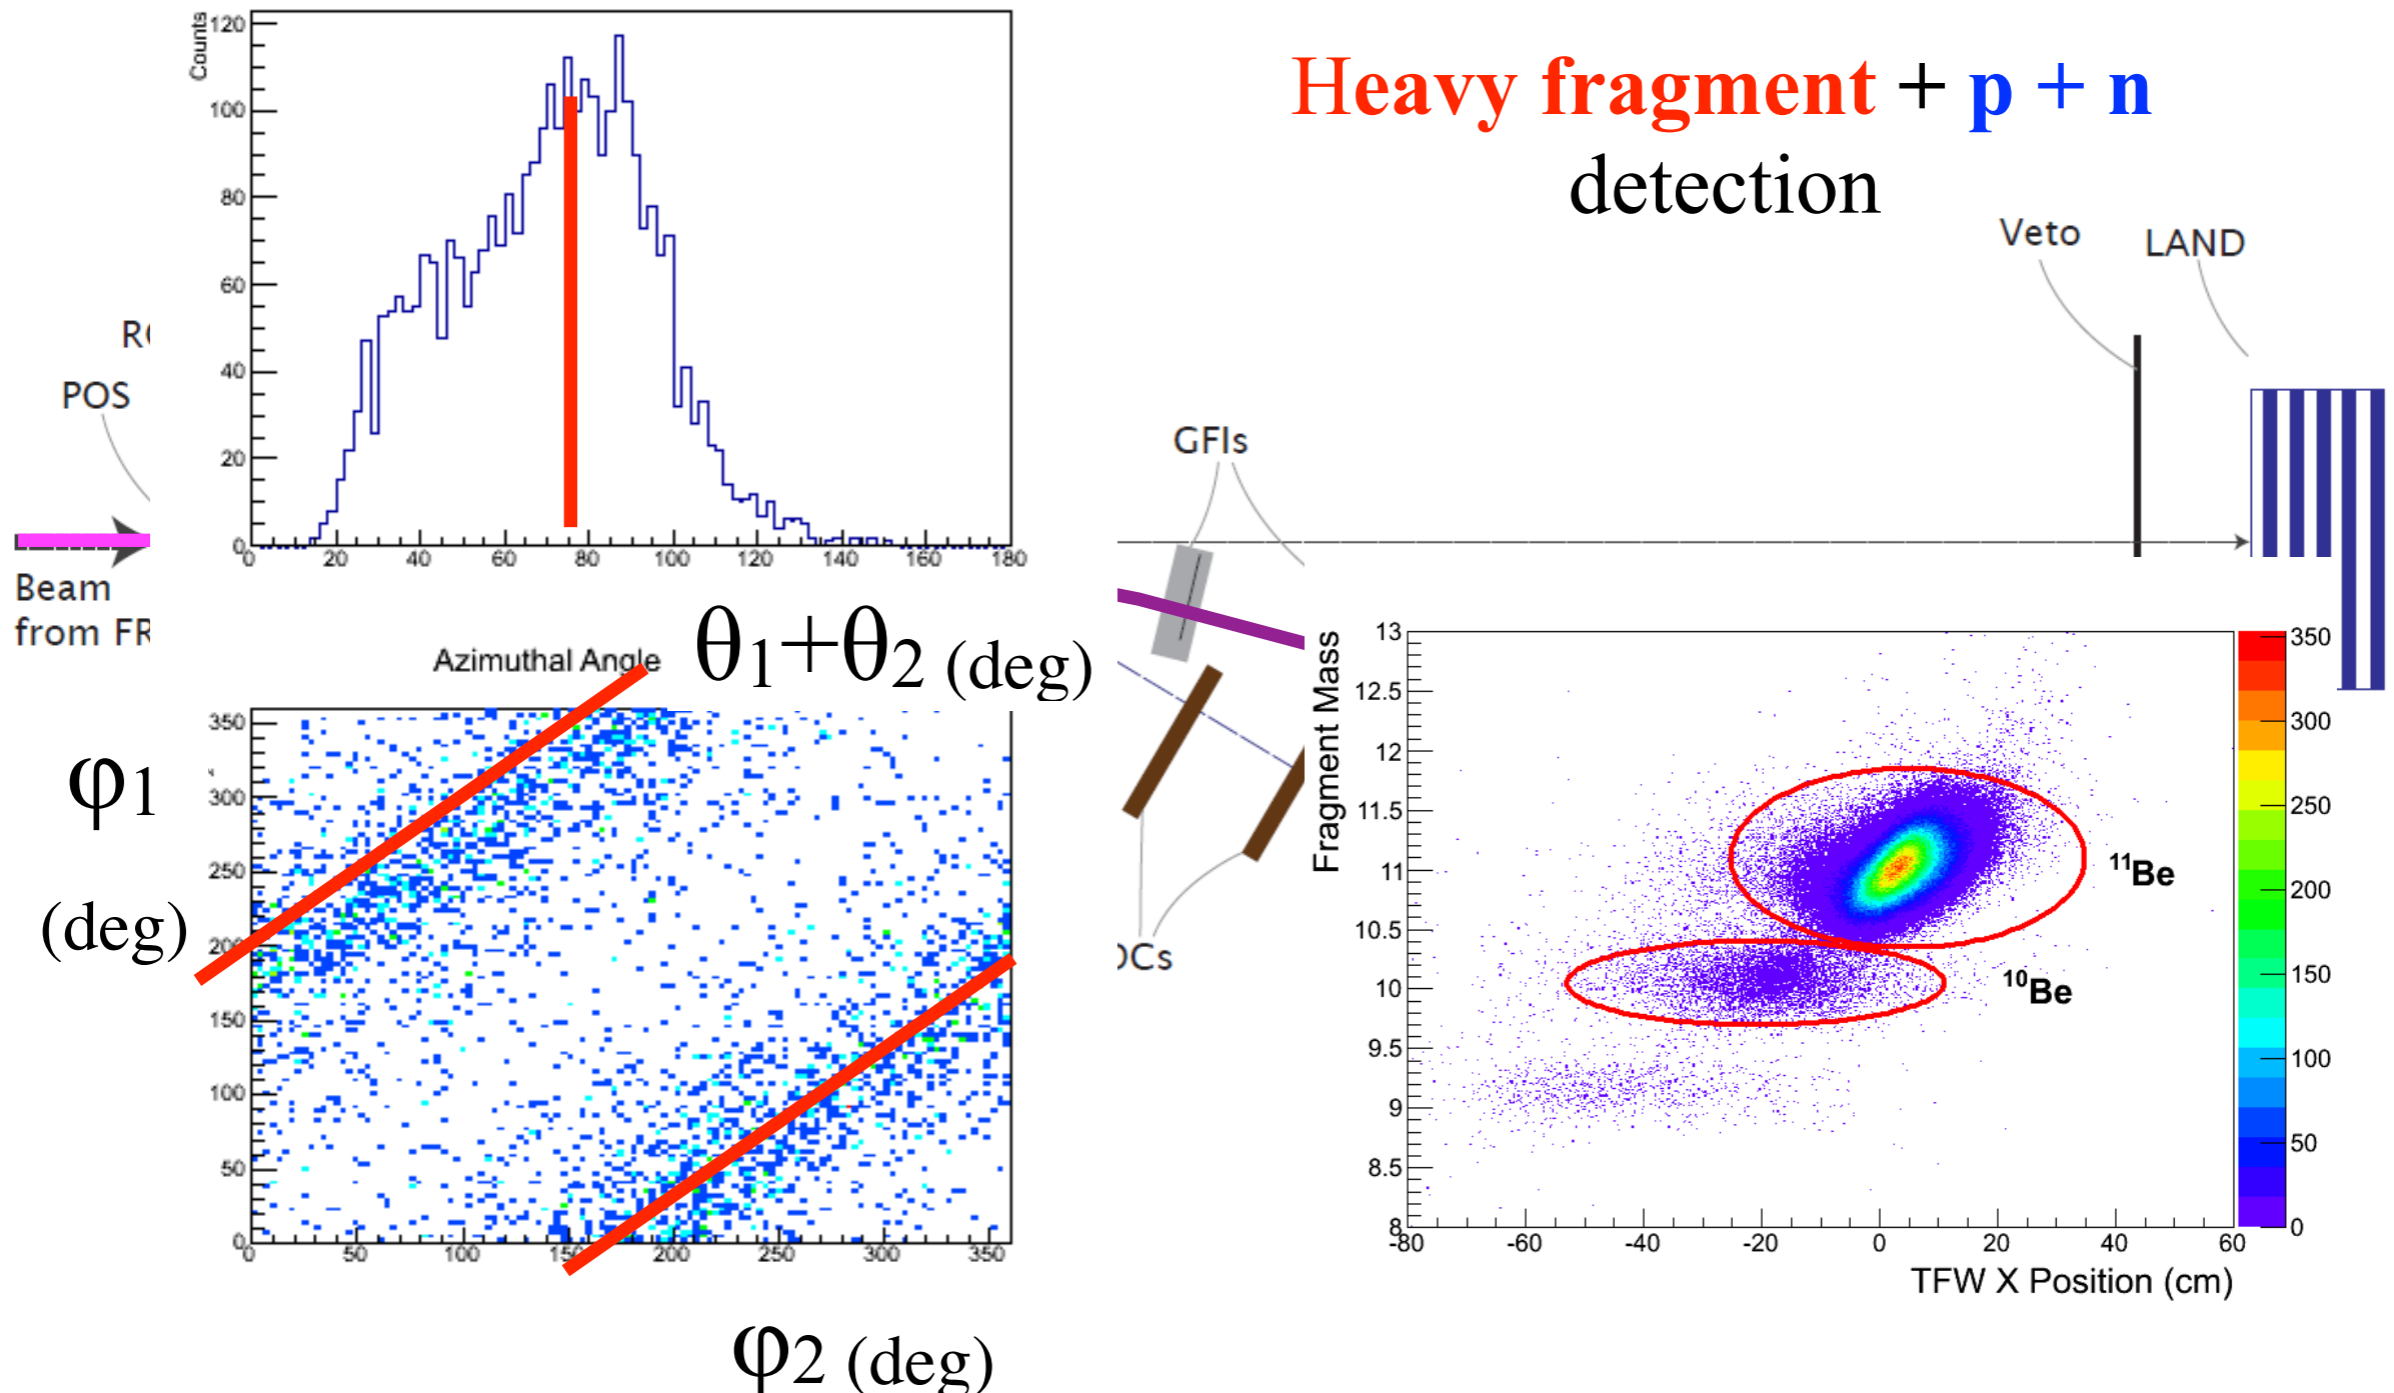 Heavy fragment + p + n
detection
Counts
120
100
80
60
40
20
0
0 20 40 60 80 100 120 140 160 180
θ1+θ2 (deg)
POS
Beam
from FR
Veto
LAND
GFIs
DCs
Azimuthal Angle
φ1
(deg)
350
300
250
200
150
100
50
0
0 50 100 150 200 250 300 350
φ2 (deg)
Fragment Mass
13
12.5
12
11.5
11
10.5
10
9.5
9
8.5
8
-80 -60 -40 -20 0 20 40 60
TFW X Position (cm)
11Be
10Be
350
300
250
200
150
100
50
0